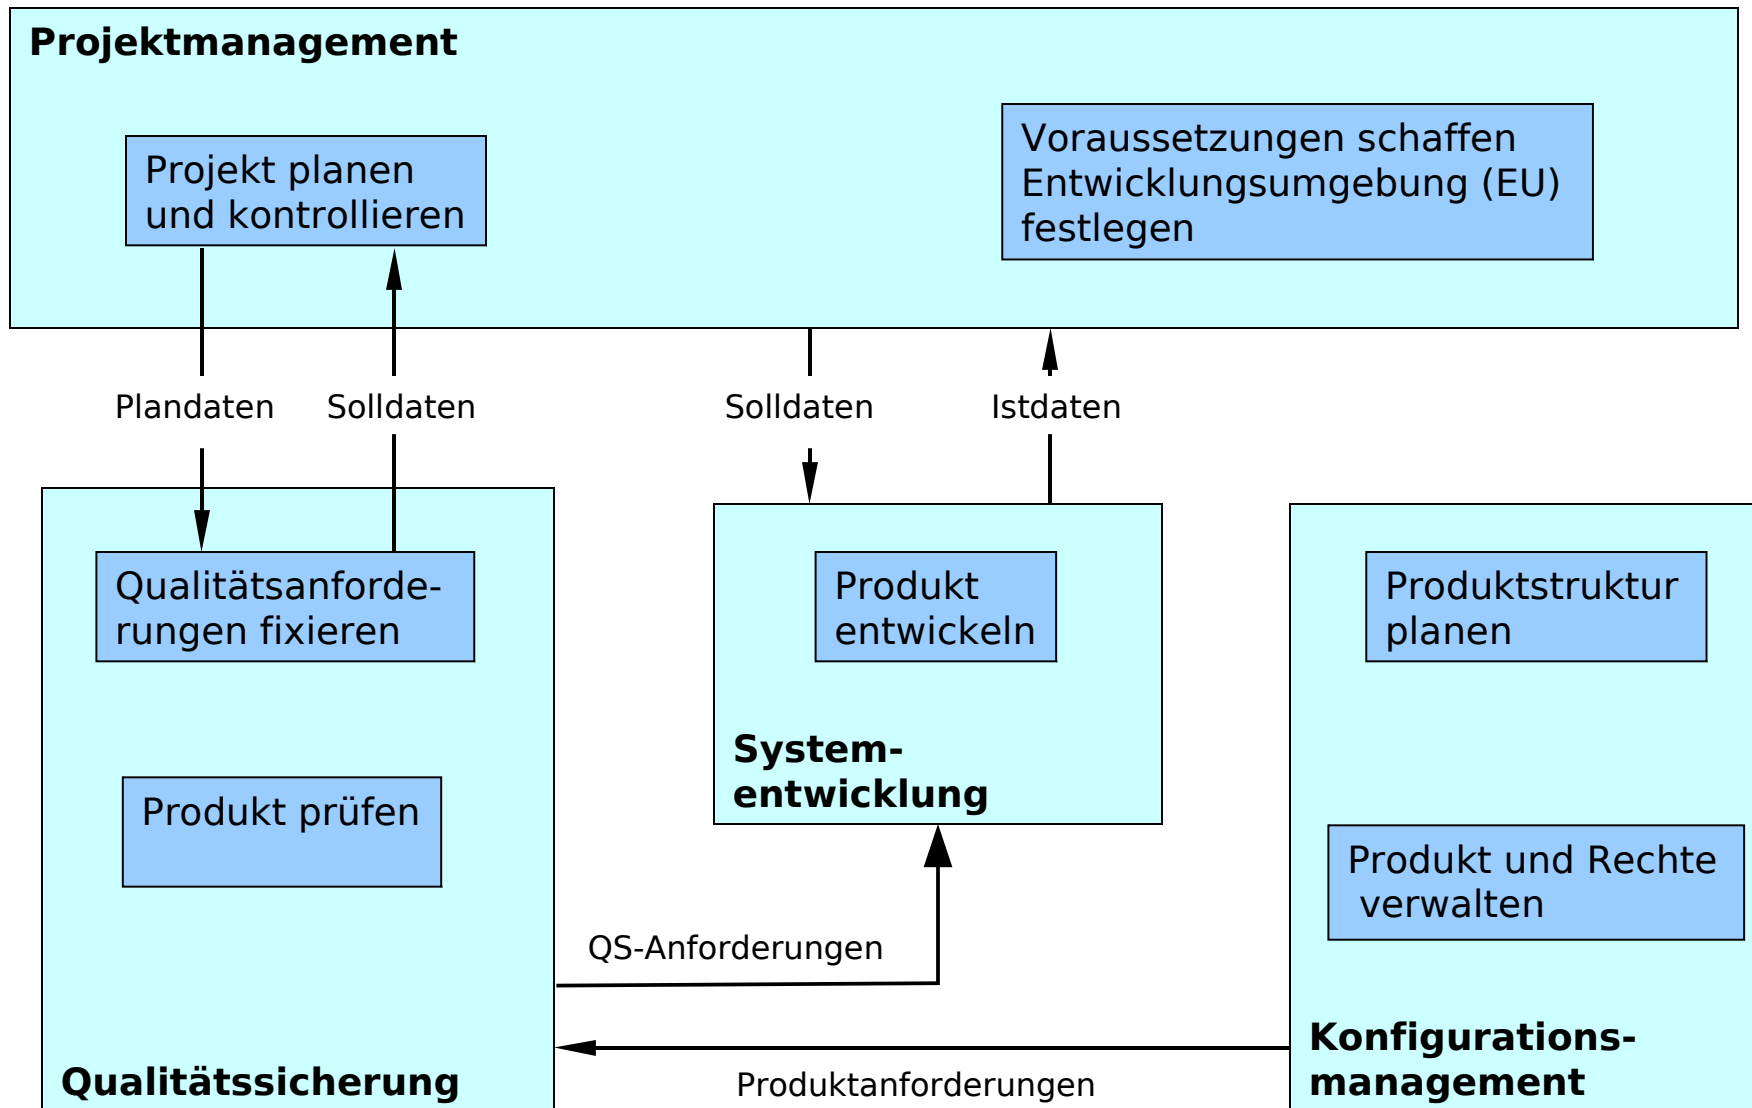 Projektmanagement
Projekt planen
und kontrollieren
Voraussetzungen schaffen
Entwicklungsumgebung (EU)
festlegen
Plandaten
Solldaten
Solldaten
Istdaten
Qualitätsanforde-
rungen fixieren
Produkt
entwickeln
Produktstruktur
planen
System-
entwicklung
Produkt prüfen
Produkt und Rechte
verwalten
QS-Anforderungen
Konfigurations-
management
Qualitätssicherung
Produktanforderungen